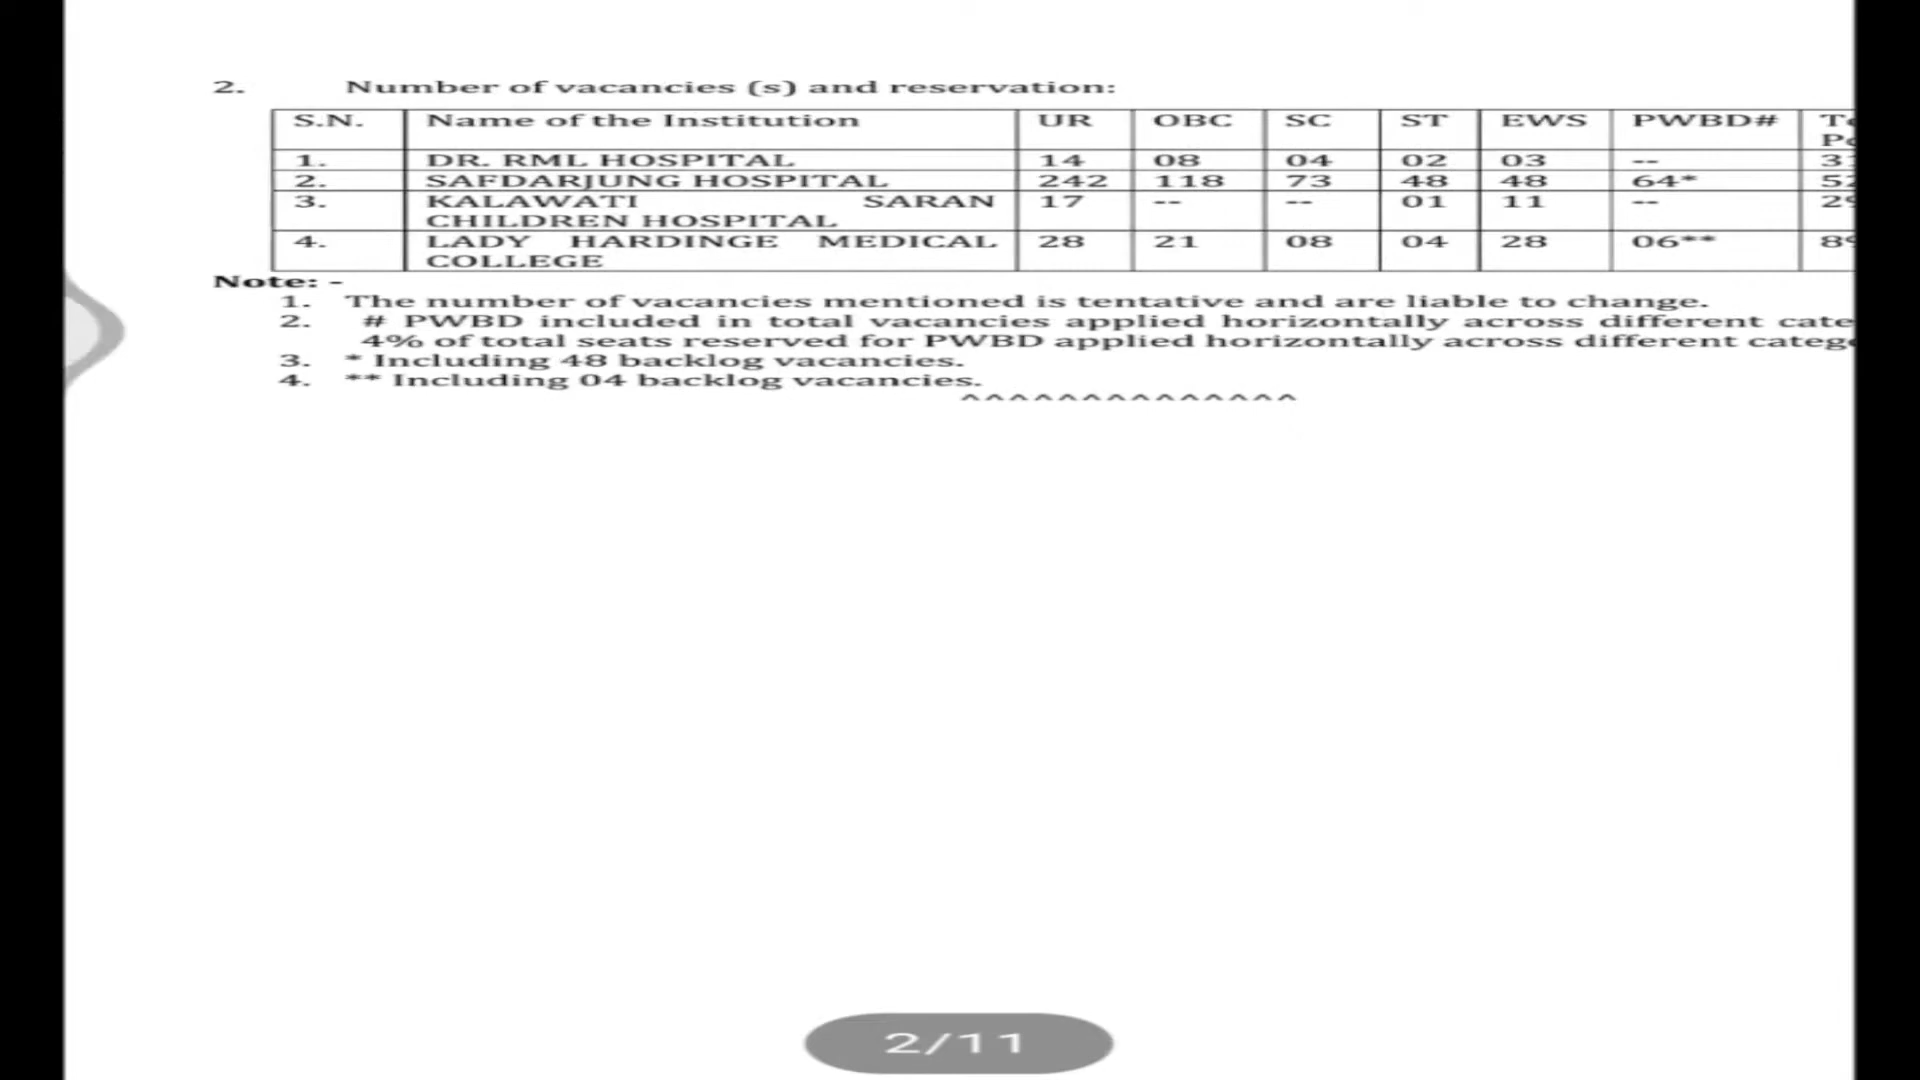 2. Number of vacancies (s) and reservation:
S.N. Name of the Institution UR OBC SC ST EWS PWBD#
1. DR. RML HOSPITAL 14 08 04 02 03 --
2. SAFDARJUNG HOSPITAL 242 118 73 48 48 64*
3. KALAWATI SARAN 17 -- -- 01 11 --
CHILDREN HOSPITAL
4. LADY HARDINGE MEDICAL 28 21 08 04 28 06**
COLLEGE
Note: -
1. The number of vacancies mentioned is tentative and are liable to change.
2. # PWBD included in total vacancies applied horizontally across different
4% of total seats reserved for PWBD applied horizontally across different
3. * Including 48 backlog vacancies.
4. ** Including 04 backlog vacancies.
^^^^^^^^^^^^^^
2/11